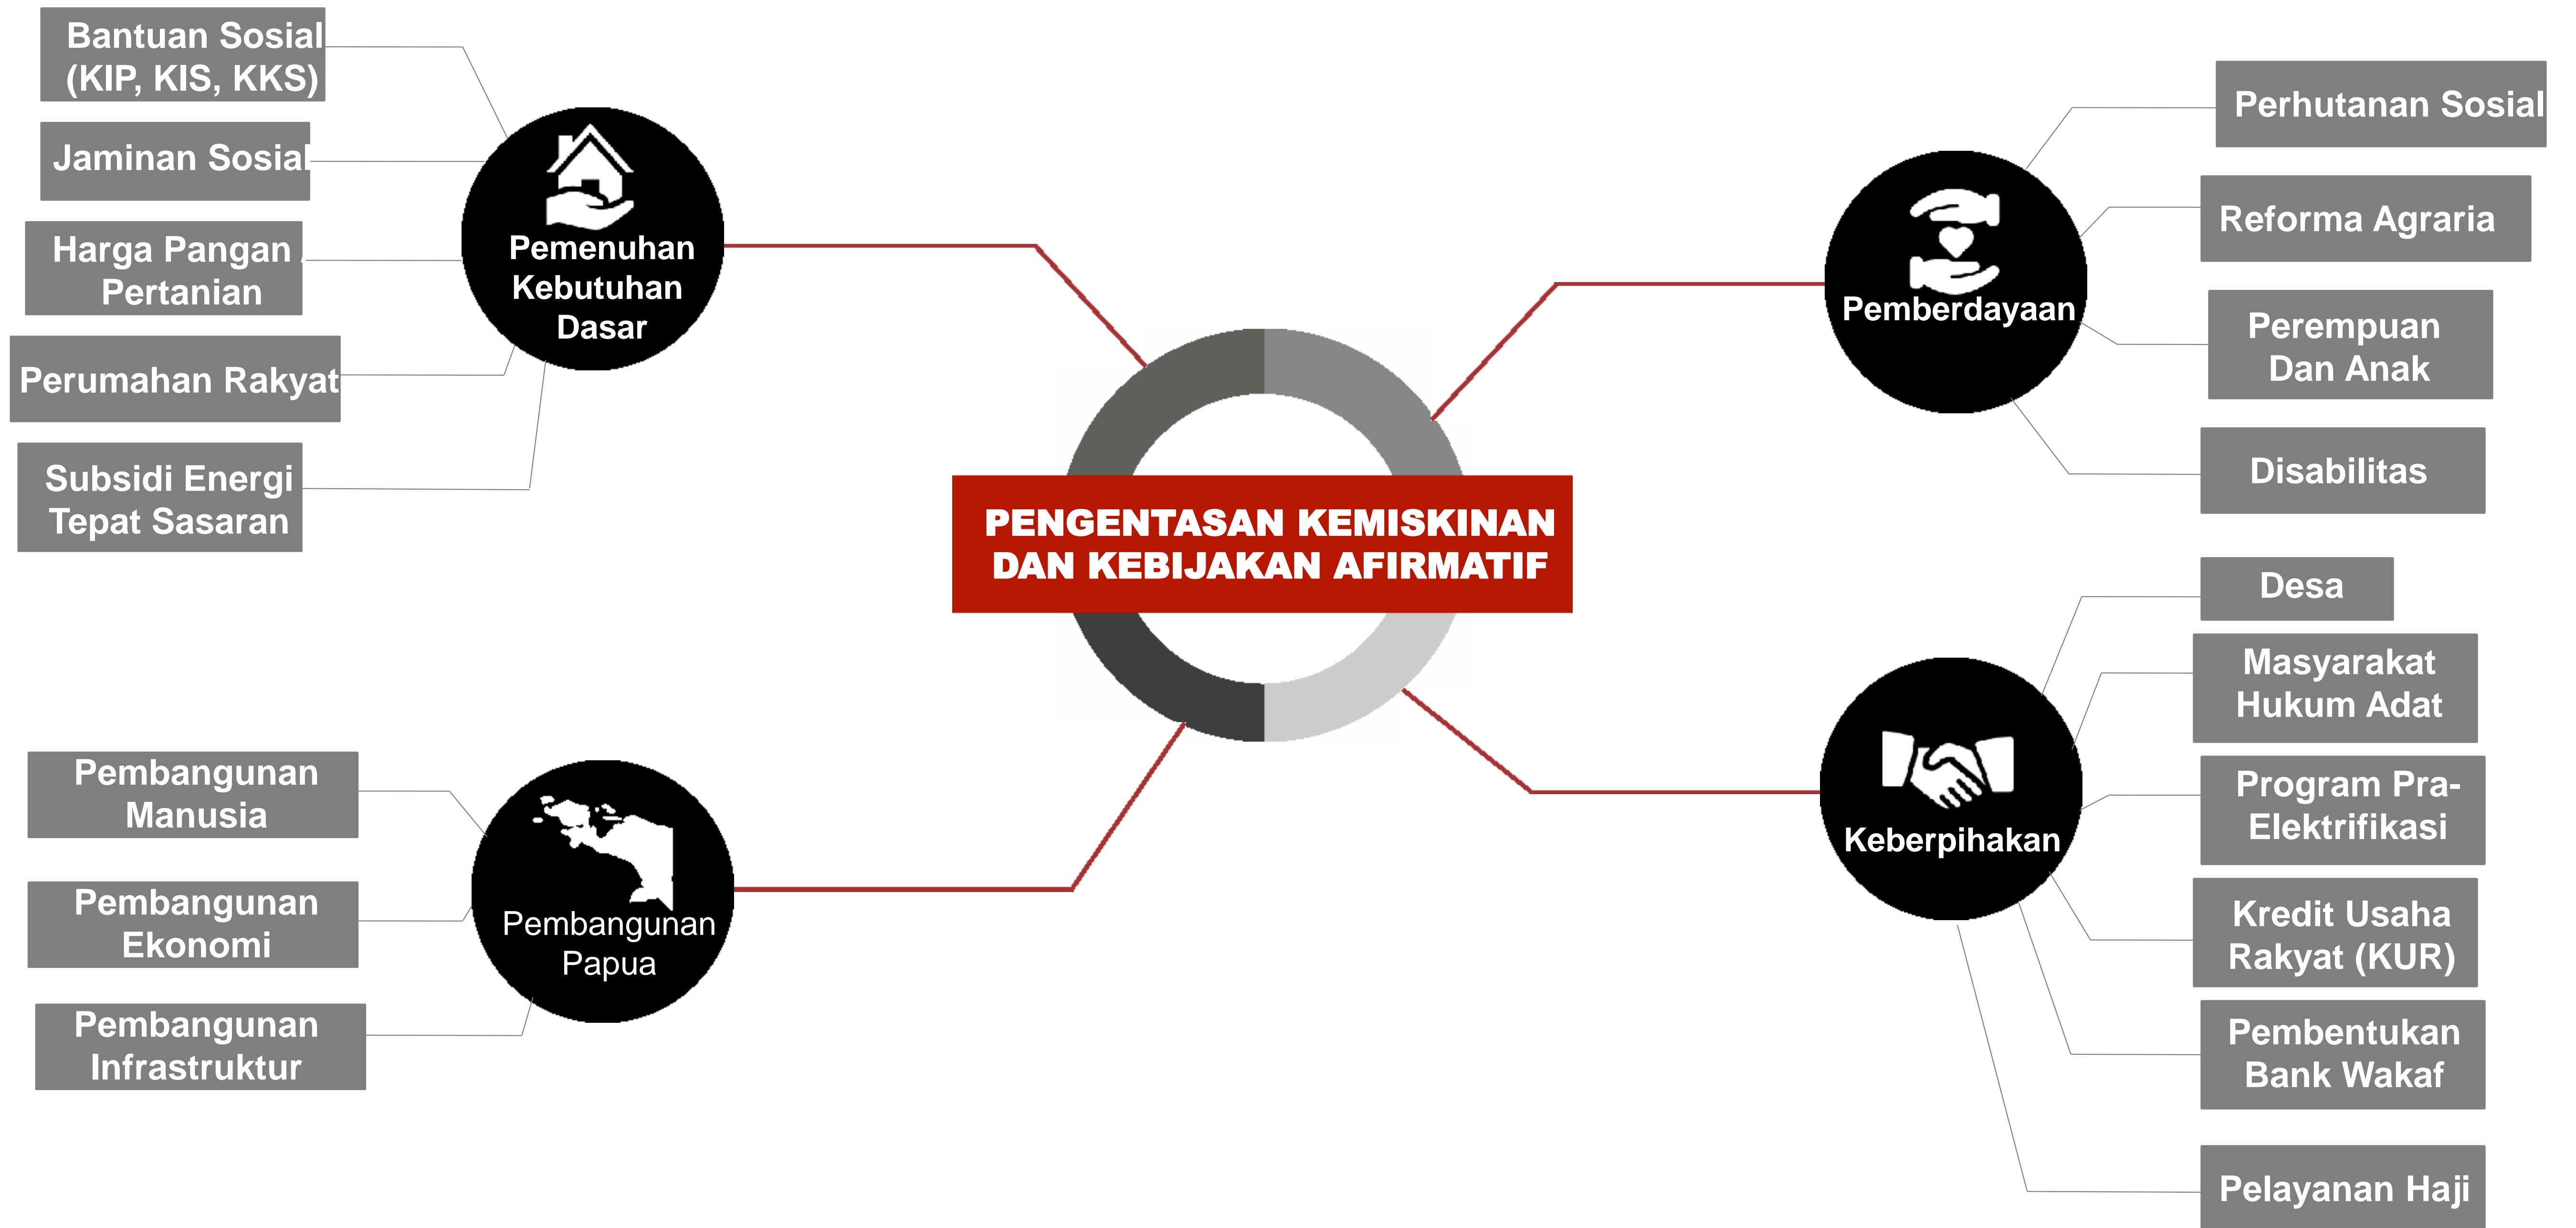 Bantuan Sosial
(KIP, KIS, KKS)
Jaminan Sosial
Harga Pangan /
Pertanian
Perumahan Rakyat
Subsidi Energi
Tepat Sasaran
Pemenuhan
Kebutuhan
Dasar
PENGENTASAN KEMISKINAN
DAN KEBIJAKAN AFIRMATIF
Pembangunan
Manusia
Pembangunan
Ekonomi
Pembangunan
Infrastruktur
Pembangunan
Papua
Pemberdayaan
Perhutanan Sosial
Reforma Agraria
Perempuan
Dan Anak
Disabilitas
Keberpihakan
Desa
Masyarakat
Hukum Adat
Program Pra-
Elektrifikasi
Kredit Usaha
Rakyat (KUR)
Pembentukan
Bank Wakaf
Pelayanan Haji